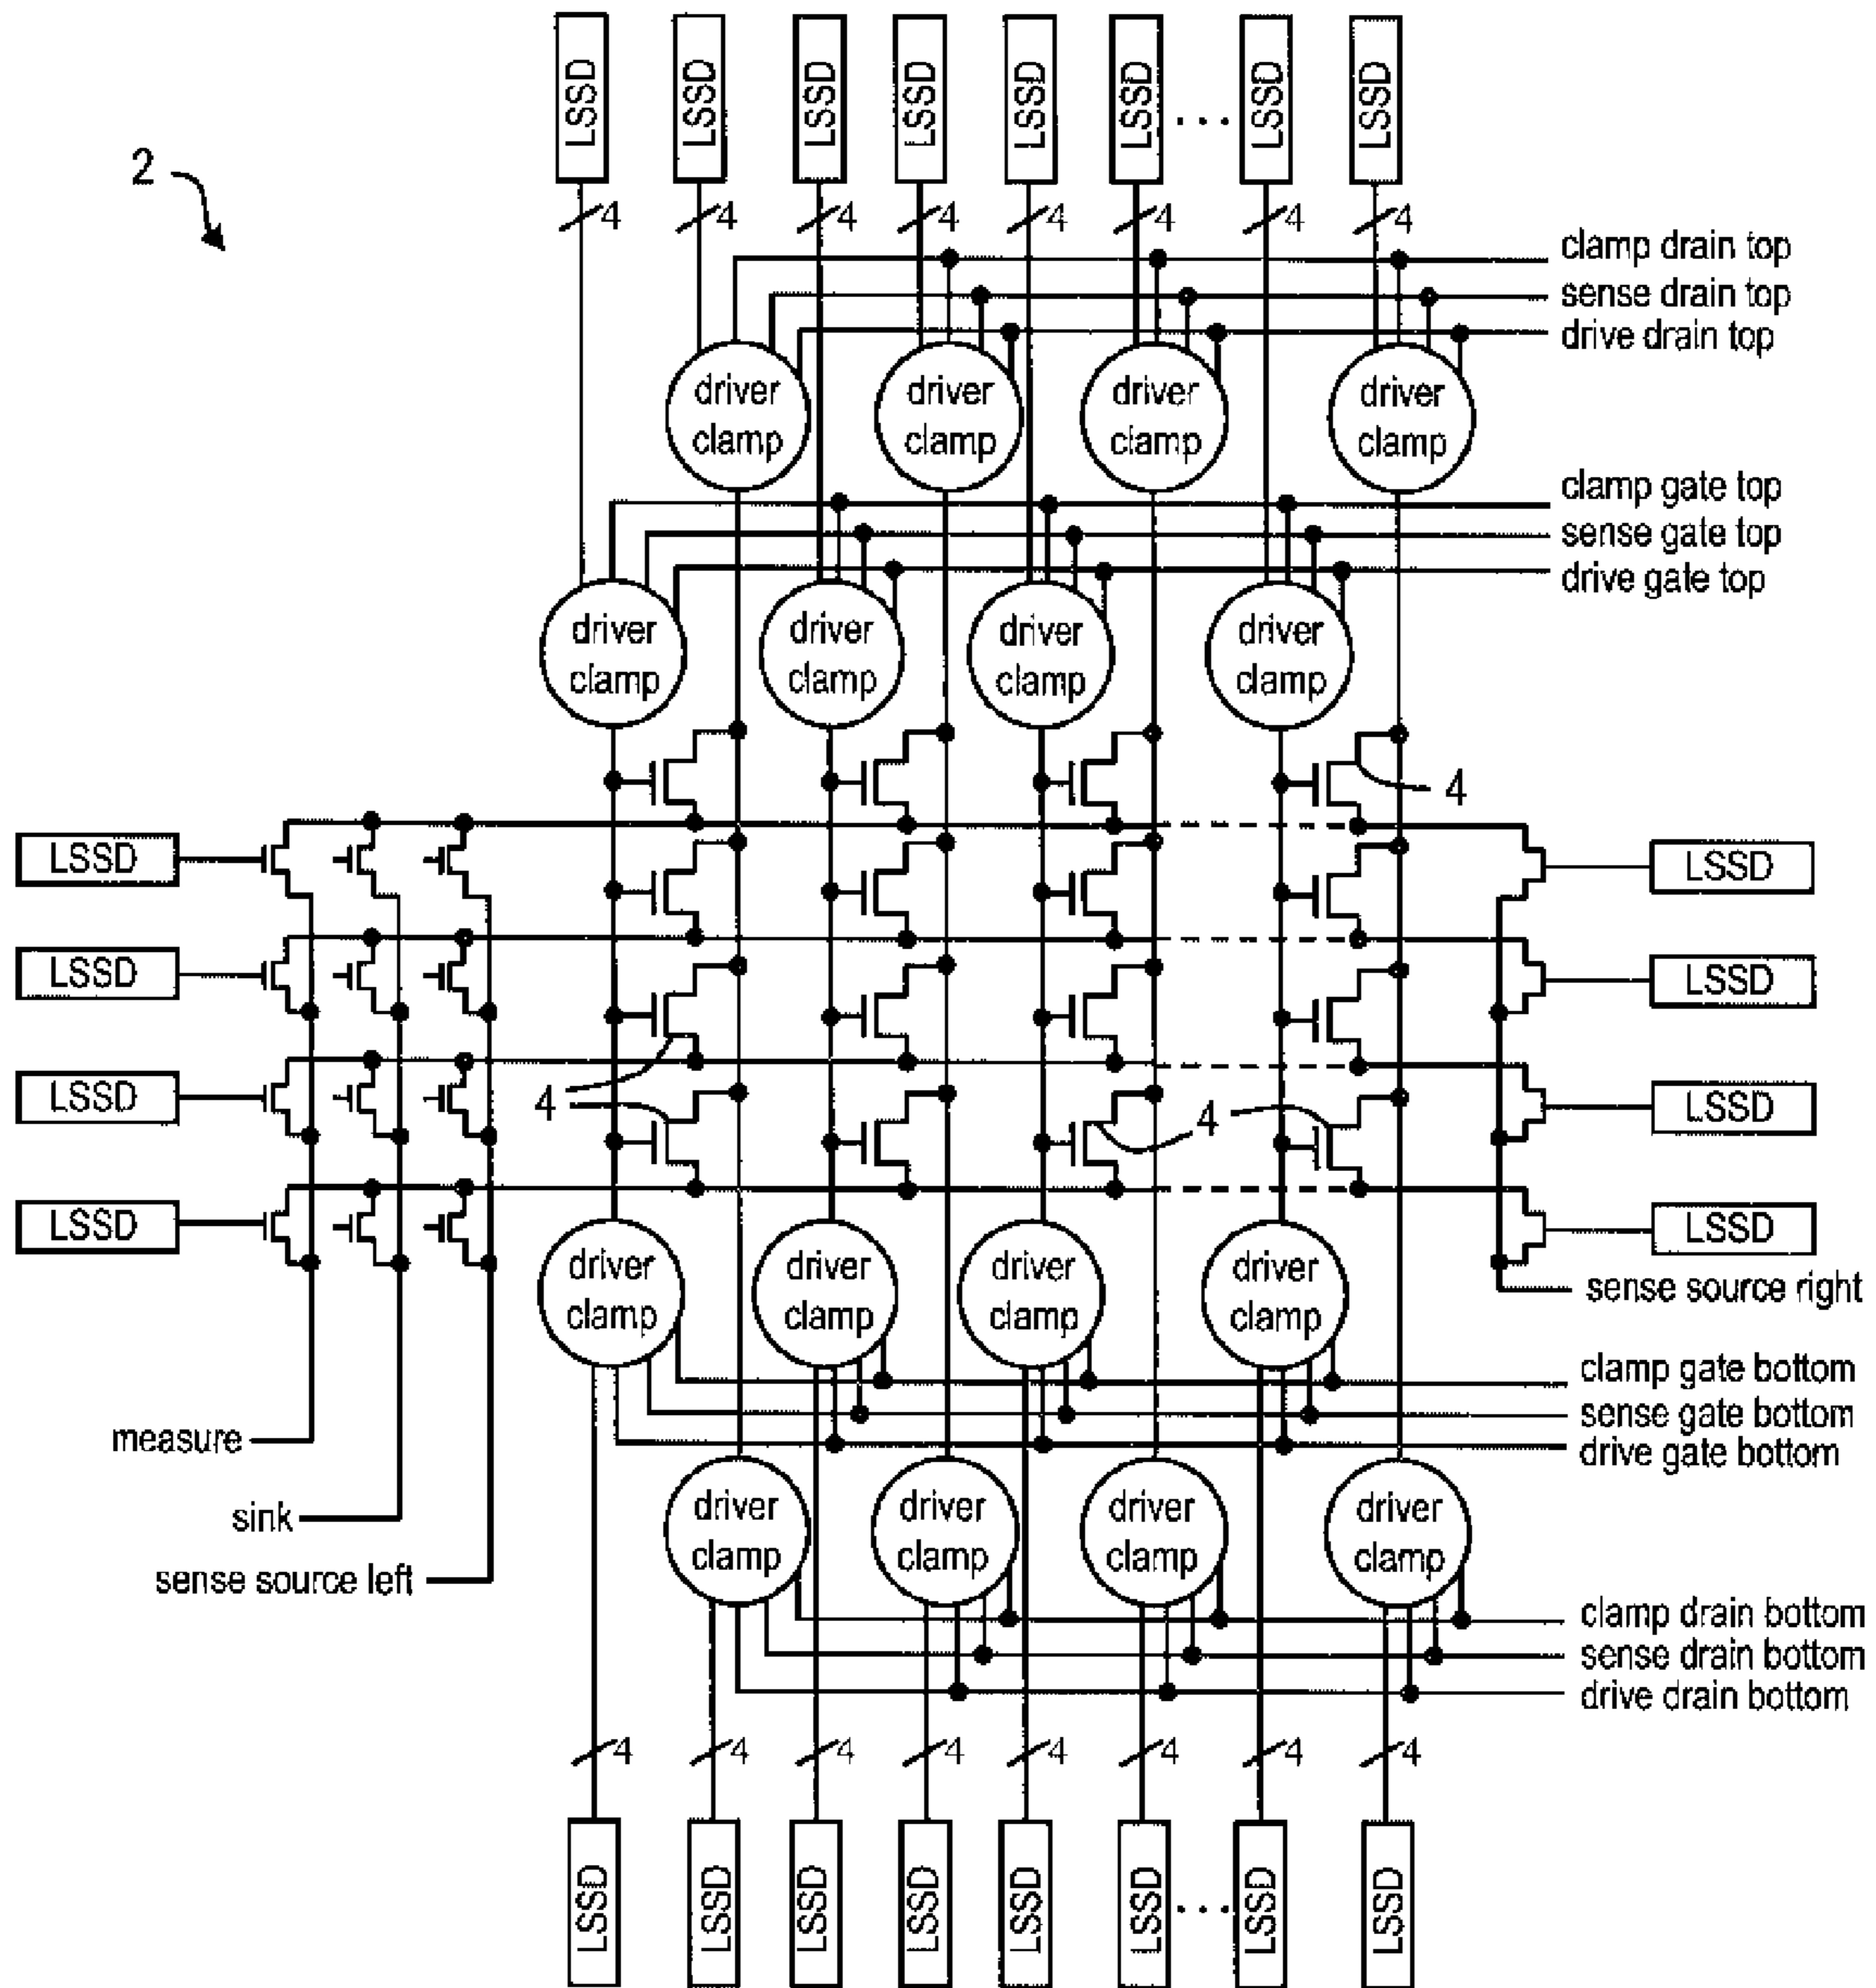 LSSD LSSD LSSD LSSD LSSD LSSD ... LSSD LSSD
2
4 4 4 4 4 4 4 4
clamp drain top
sense drain top
drive drain top
driver clamp
driver clamp
driver clamp
driver clamp
clamp gate top
sense gate top
drive gate top
driver clamp
driver clamp
driver clamp
driver clamp
4
LSSD LSSD
LSSD LSSD
LSSD LSSD
4 4
LSSD LSSD
driver clamp
driver clamp
driver clamp
driver clamp
sense source right
clamp gate bottom
sense gate bottom
drive gate bottom
measure
sink
sense source left
driver clamp
driver clamp
driver clamp
driver clamp
clamp drain bottom
sense drain bottom
drive drain bottom
4 4 4 4 4 4 4 4
LSSD LSSD LSSD LSSD LSSD LSSD ... LSSD LSSD